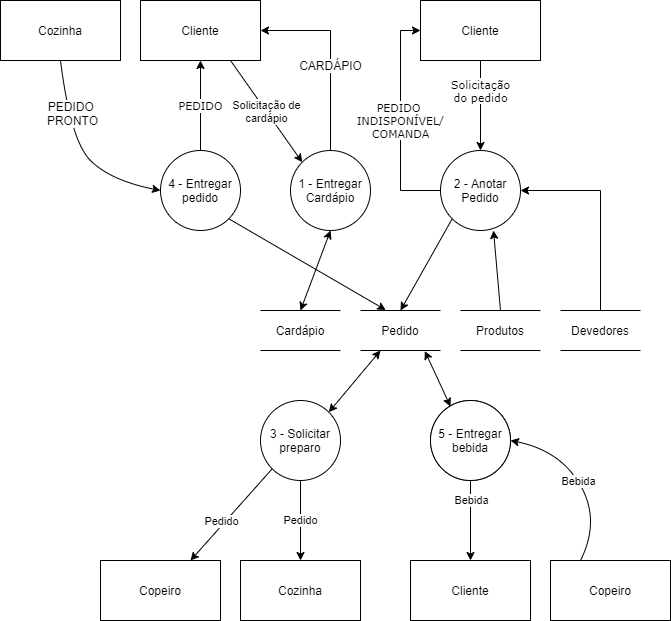 Cozinha
Cliente
Cliente
CARDÁPIO
PEDIDO
PRONTO
PEDIDO
Solicitação de
cardápio
PEDIDO
INDISPONÍVEL/
COMANDA
Solicitação
do pedido
4 - Entregar
pedido
1 - Entregar
Cardápio
2 - Anotar
Pedido
Cardápio
Pedido
Produtos
Devedores
3 - Solicitar
preparo
5 - Entregar
bebida
Pedido
Pedido
Bebida
Bebida
Copeiro
Cozinha
Cliente
Copeiro